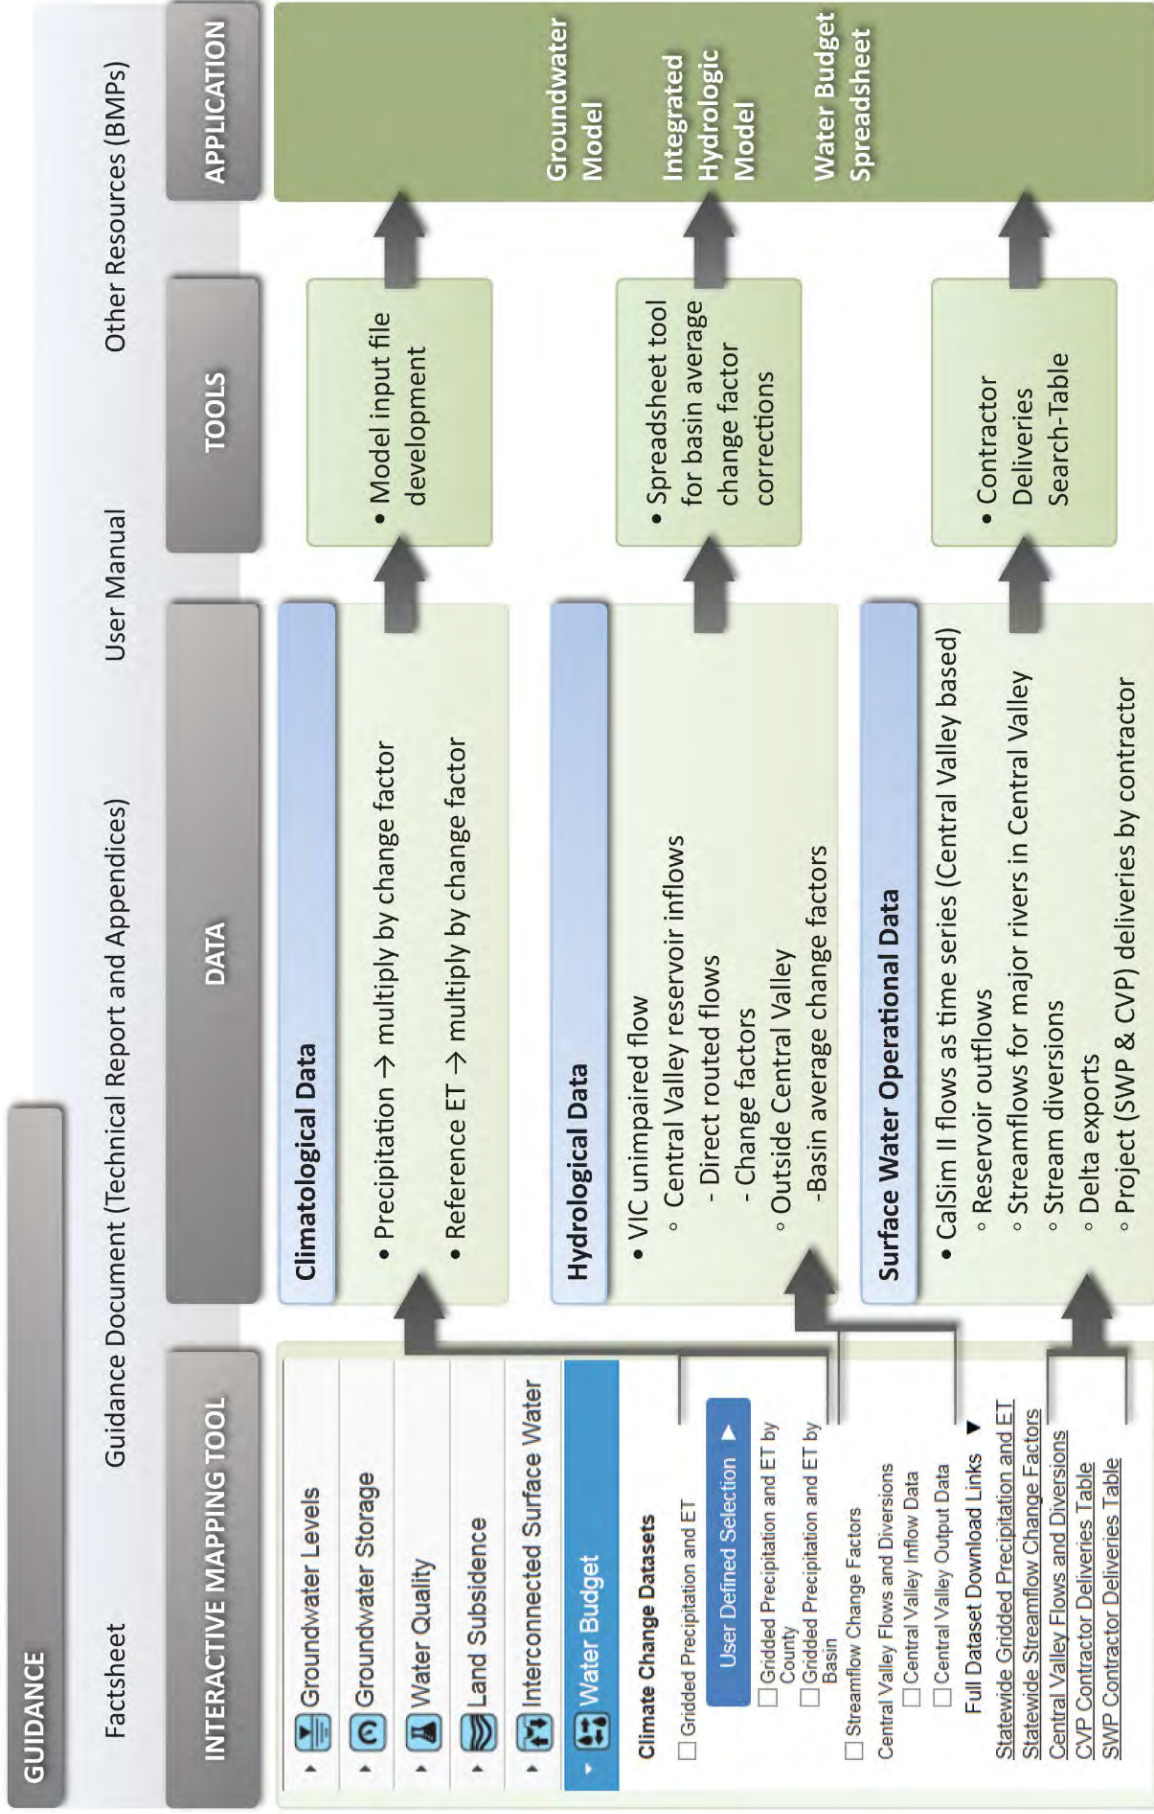 GUIDANCE
Factsheet
Guidance Document (Technical Report and Appendices)
User Manual
Other Resources (BMPs)
INTERACTIVE MAPPING TOOL
DATA
TOOLS
APPLICATION
Groundwater Levels
Groundwater Storage
Water Quality
Land Subsidence
Interconnected Surface Water
Water Budget
Climate Change Datasets
Gridded Precipitation and ET
User Defined Selection
Gridded Precipitation and ET by
County
Gridded Precipitation and ET by
Basin
Streamflow Change Factors
Central Valley Flows and Diversions
Central Valley Inflow Data
Central Valley Output Data
Full Dataset Download Links ▼
Statewide Gridded Precipitation and ET
Statewide Streamflow Change Factors
Central Valley Flows and Diversions
CVP Contractor Deliveries Table
SWP Contractor Deliveries Table
Climatological Data
• Precipitation → multiply by change factor
• Reference ET → multiply by change factor
Hydrological Data
• VIC unimpaired flow
◦ Central Valley reservoir inflows
- Direct routed flows
- Change factors
◦ Outside Central Valley
-Basin average change factors
Surface Water Operational Data
• CalSim II flows as time series (Central Valley based)
◦ Reservoir outflows
◦ Streamflows for major rivers in Central Valley
◦ Stream diversions
◦ Delta exports
◦ Project (SWP & CVP) deliveries by contractor
• Model input file
development
• Spreadsheet tool
for basin average
change factor
corrections
• Contractor
Deliveries
Search-Table
Groundwater
Model
Integrated
Hydrologic
Model
Water Budget
Spreadsheet